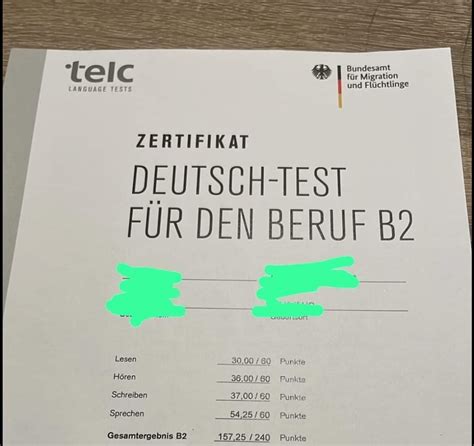 telc
LANGUAGE TESTS
Bundesamt
für Migration
und Flüchtlinge
ZERTIFIKAT
DEUTSCH-TEST
FÜR DEN BERUF B2
Geburtsort
Lesen 30,00 / 60 Punkte
Hören 36,00 / 60 Punkte
Schreiben 37,00 / 60 Punkte
Sprechen 54,25 / 60 Punkte
Gesamtergebnis B2 157,25 / 240 Punkte